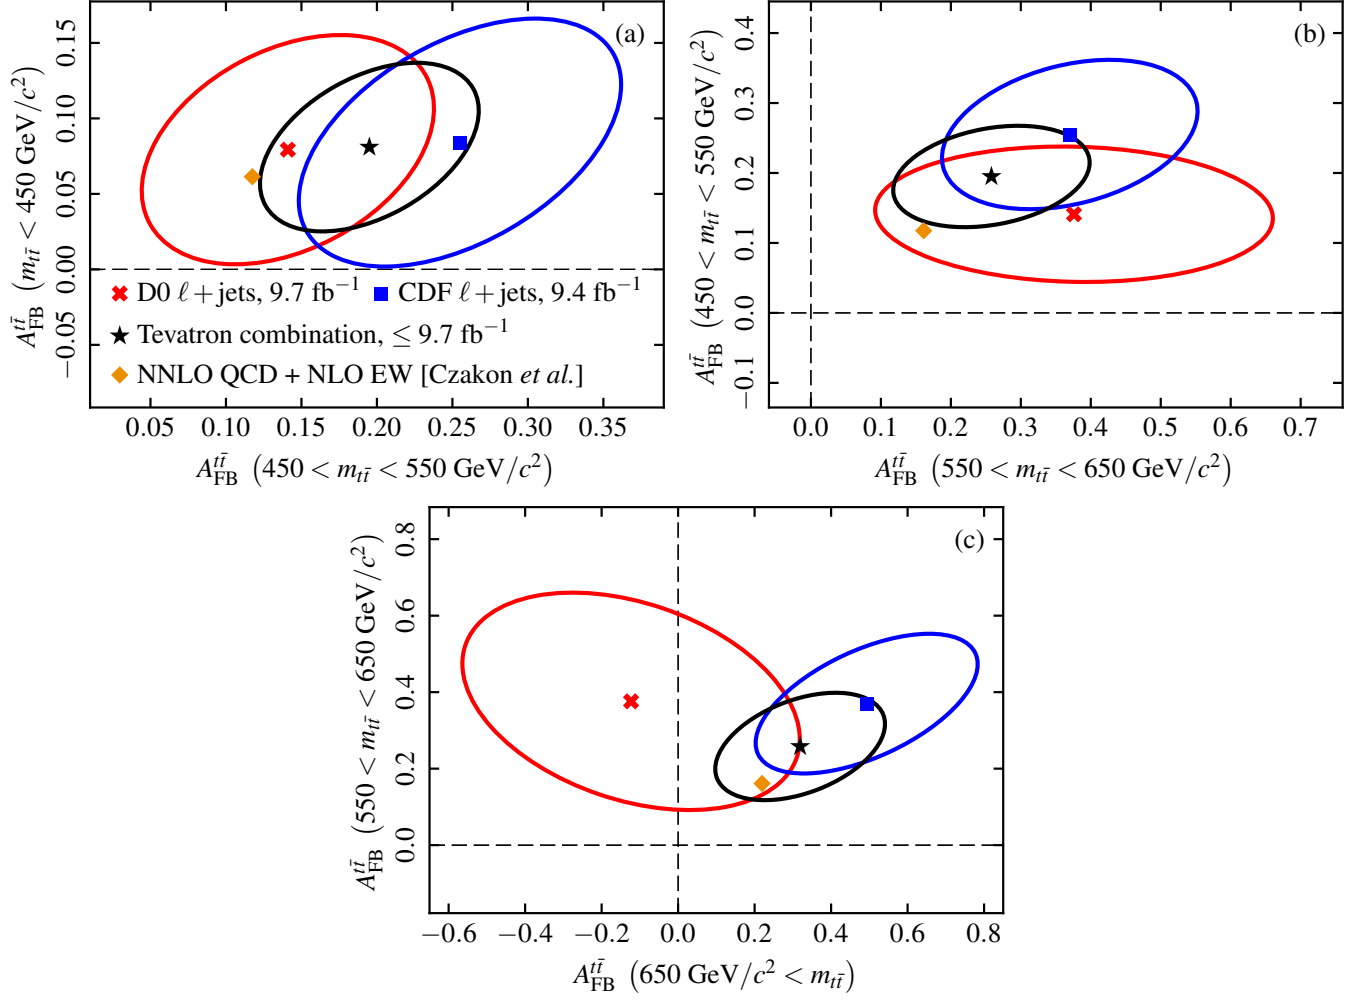 (a)
0.15
0.10
0.05
0.00
−0.05
A_FB^{tt̄} (m_{tt̄} < 450 GeV/c²)
D0 ℓ+jets, 9.7 fb⁻¹ CDF ℓ+jets, 9.4 fb⁻¹
Tevatron combination, ≤ 9.7 fb⁻¹
NNLO QCD + NLO EW [Czakon et al.]
0.05 0.10 0.15 0.20 0.25 0.30 0.35
A_FB^{tt̄} (450 < m_{tt̄} < 550 GeV/c²)
(b)
0.4
0.3
0.2
0.1
0.0
−0.1
A_FB^{tt̄} (450 < m_{tt̄} < 550 GeV/c²)
0.0 0.1 0.2 0.3 0.4 0.5 0.6 0.7
A_FB^{tt̄} (550 < m_{tt̄} < 650 GeV/c²)
(c)
0.8
0.6
0.4
0.2
0.0
A_FB^{tt̄} (550 < m_{tt̄} < 650 GeV/c²)
−0.6 −0.4 −0.2 0.0 0.2 0.4 0.6 0.8
A_FB^{tt̄} (650 GeV/c² < m_{tt̄})